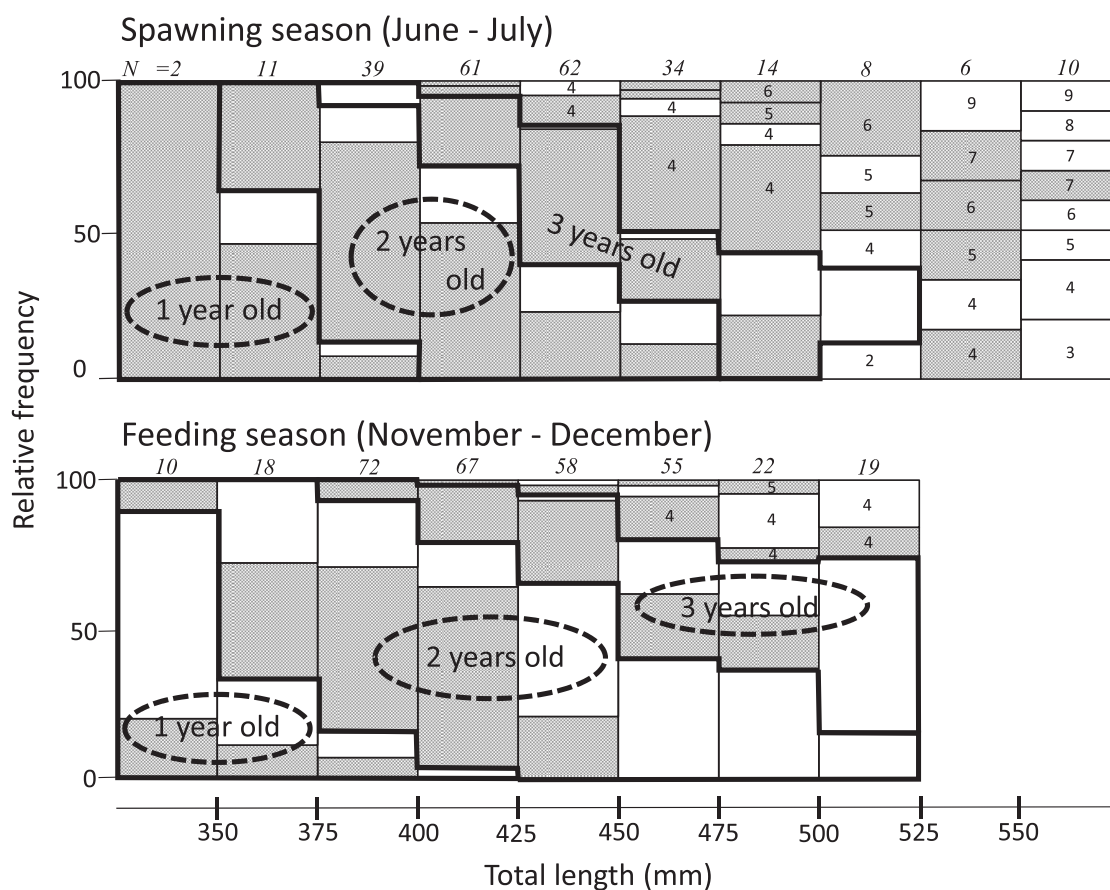 Spawning season (June - July)
N =2 11 39 61 62 34 14 8 6 10
100
50
0
1 year old
2 years
old
3 years old
4
4
4
4
6
5
4
4
6
5
5
4
2
9
7
6
5
4
4
9
8
7
7
6
5
4
3
Relative frequency
Feeding season (November - December)
10 18 72 67 58 55 22 19
100
50
0
1 year old
2 years old
3 years old
4
5
4
4
4
4
350 375 400 425 450 475 500 525 550
Total length (mm)